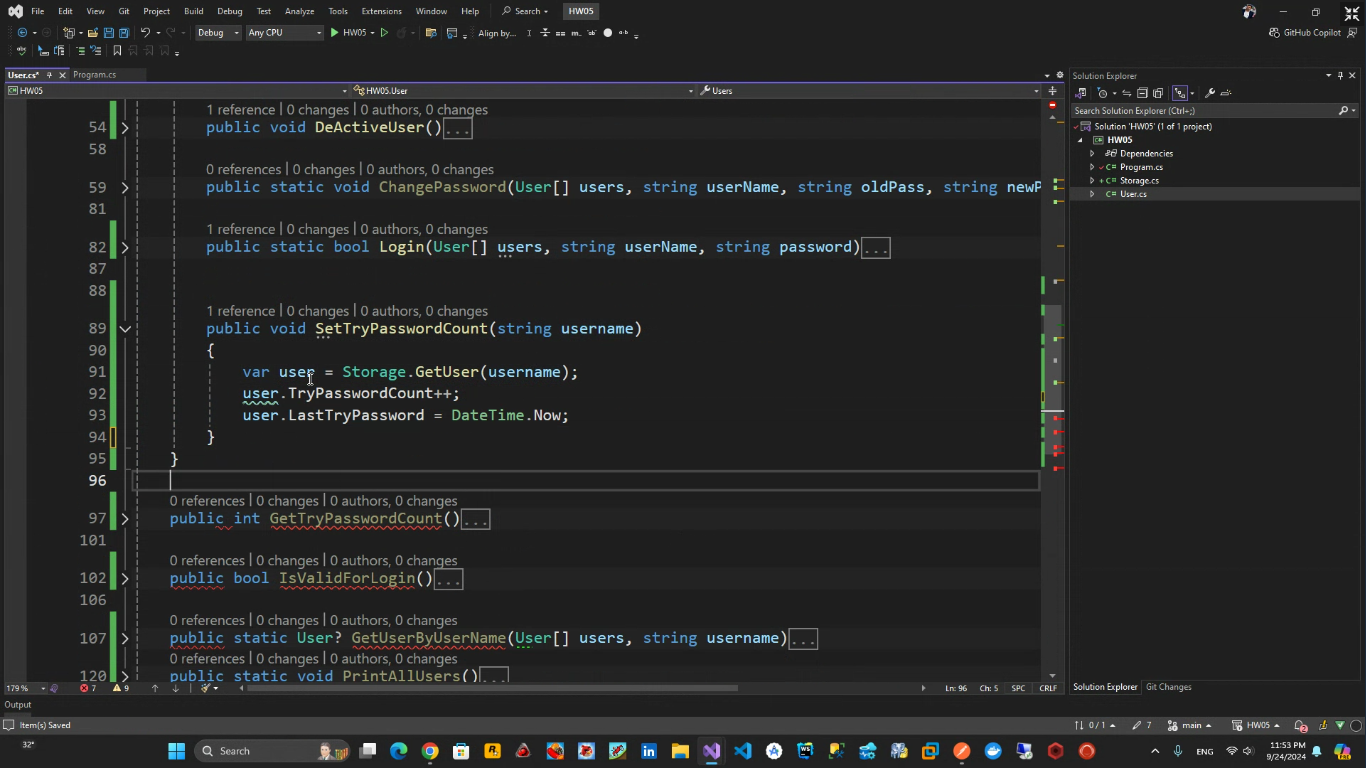 File Edit View Git Project Build Debug Test Analyze Tools Extensions Window Help Search HW05
GitHub Copilot
Debug Any CPU HW05 Align by...
User.cs* Program.cs
HW05 HW05.User Users
1 reference | 0 changes | 0 authors, 0 changes
54 public void DeActiveUser()...
58
0 references | 0 changes | 0 authors, 0 changes
59 public static void ChangePassword(User[] users, string userName, string oldPass, string newP
81
1 reference | 0 changes | 0 authors, 0 changes
82 public static bool Login(User[] users, string userName, string password)...
87
88
1 reference | 0 changes | 0 authors, 0 changes
89 public void SetTryPasswordCount(string username)
90 {
91 var user = Storage.GetUser(username);
92 user.TryPasswordCount++;
93 user.LastTryPassword = DateTime.Now;
94 }
95 }
96
0 references | 0 changes | 0 authors, 0 changes
97 public int GetTryPasswordCount()...
101
0 references | 0 changes | 0 authors, 0 changes
102 public bool IsValidForLogin()...
106
0 references | 0 changes | 0 authors, 0 changes
107 public static User? GetUserByUserName(User[] users, string username)...
0 references | 0 changes | 0 authors, 0 changes
120 public static void PrintAllUsers()...
179 % 7 9 Ln: 96 Ch: 5 SPC CRLF
Output
Item(s) Saved
Solution Explorer
Search Solution Explorer (Ctrl+;)
Solution 'HW05' (1 of 1 project)
HW05
Dependencies
Program.cs
Storage.cs
User.cs
Solution Explorer Git Changes
0 / 1 7 main HW05 2
32°
Search
ENG
11:53 PM
9/24/2024